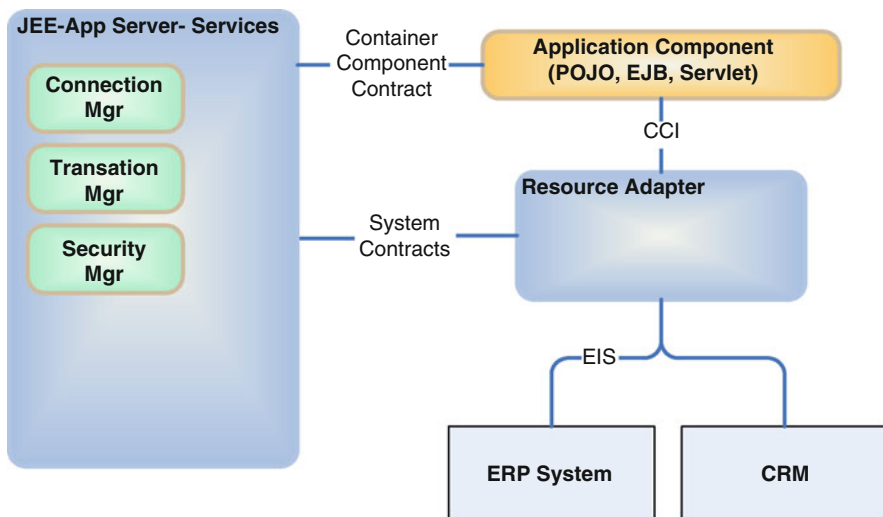 JEE-App Server- Services
Connection
Mgr
Transation
Mgr
Security
Mgr
Container
Component
Contract
Application Component
(POJO, EJB, Servlet)
CCI
Resource Adapter
System
Contracts
EIS
ERP System
CRM